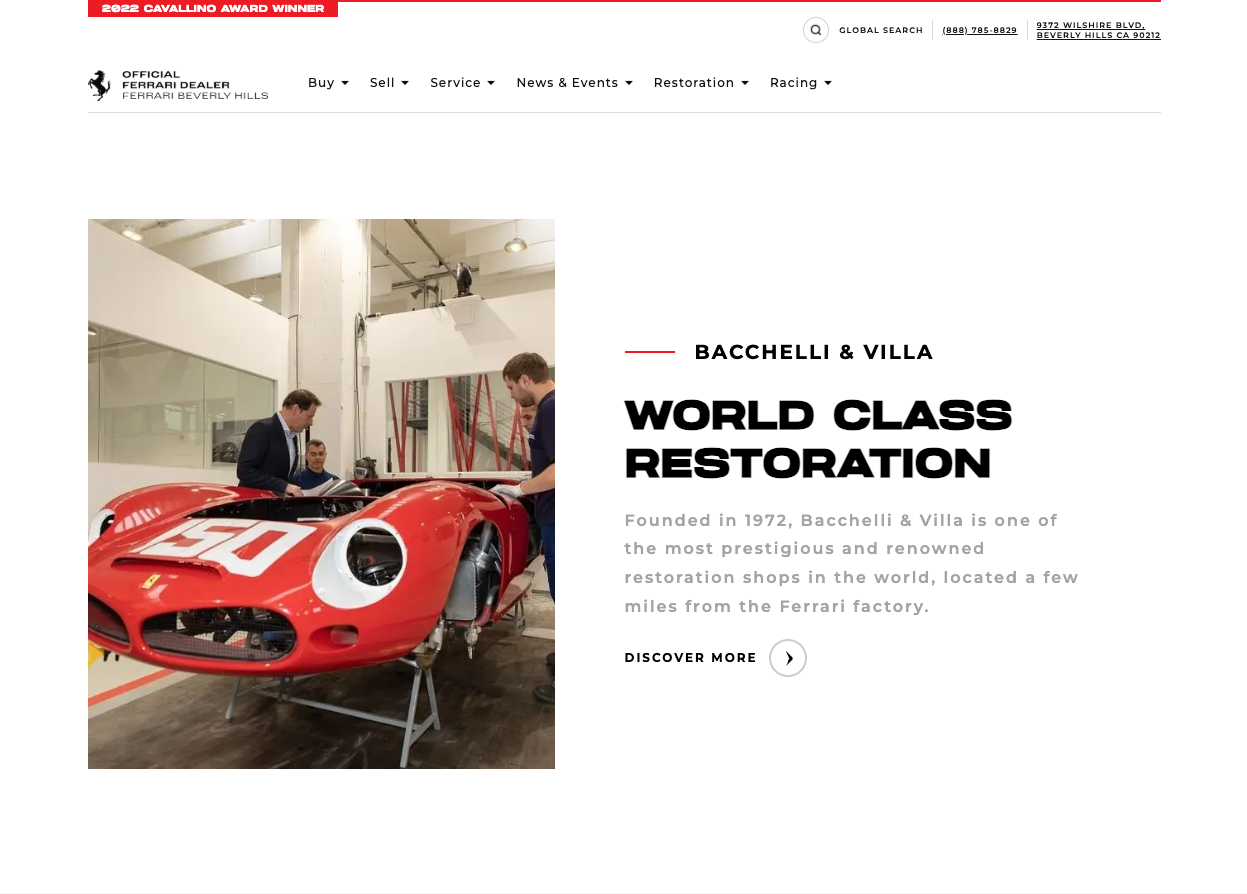 2022 CAVALLINO AWARD WINNER
GLOBAL SEARCH
(888) 785-8829
9372 WILSHIRE BLVD,
BEVERLY HILLS CA 90212
OFFICIAL
FERRARI DEALER
FERRARI BEVERLY HILLS
Buy
Sell
Service
News & Events
Restoration
Racing
150
BACCHELLI & VILLA
WORLD CLASS
RESTORATION
Founded in 1972, Bacchelli & Villa is one of
the most prestigious and renowned
restoration shops in the world, located a few
miles from the Ferrari factory.
DISCOVER MORE